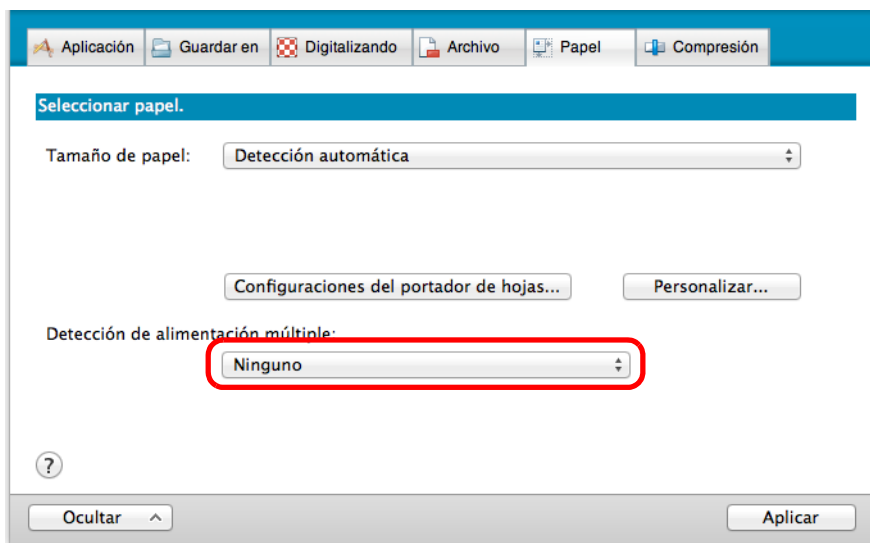 Aplicación Guardar en Digitalizando Archivo Papel Compresión
Seleccionar papel.
Tamaño de papel: Detección automática
Configuraciones del portador de hojas... Personalizar...
Detección de alimentación múltiple:
Ninguno
?
Ocultar Aplicar